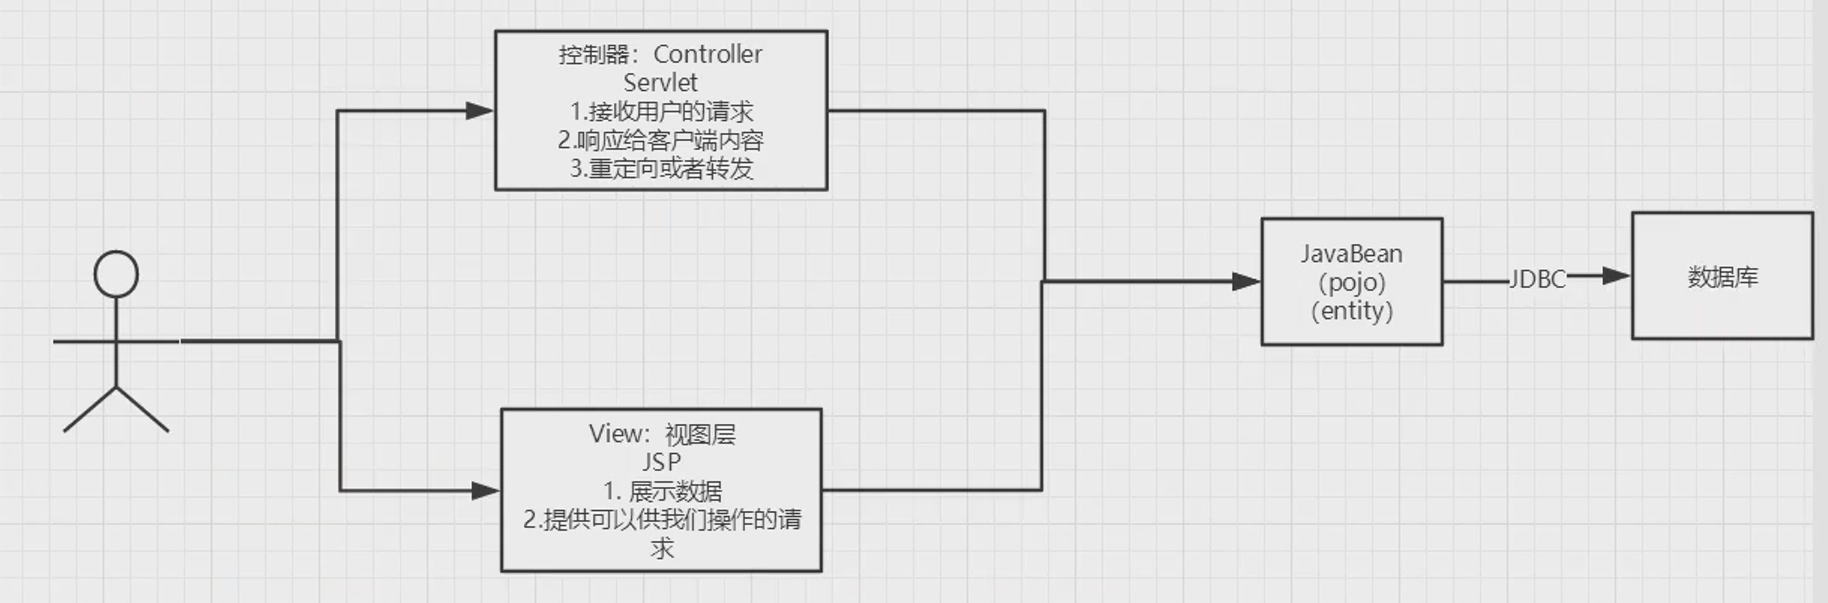 控制器：Controller
Servlet
1.接收用户的请求
2.响应给客户端内容
3.重定向或者转发
View：视图层
JSP
1. 展示数据
2.提供可以供我们操作的请
求
JavaBean
(pojo)
(entity)
JDBC
数据库